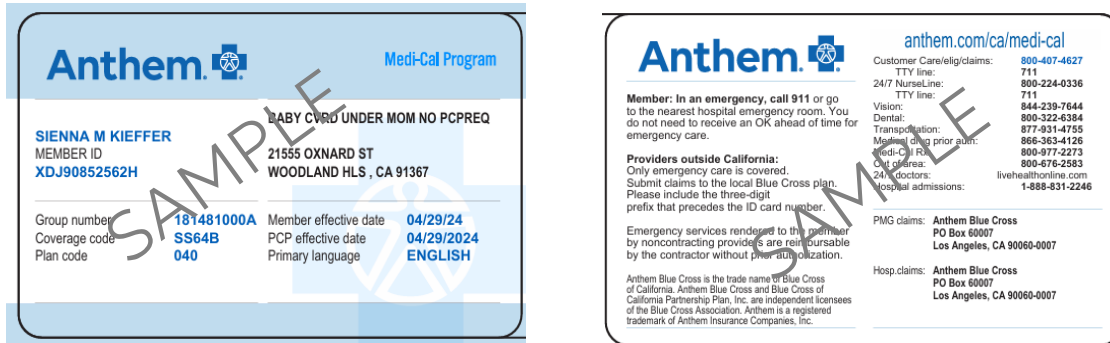 Anthem.
Medi-Cal Program
SAMPLE
BABY CVRD UNDER MOM NO PCPREQ
SIENNA M KIEFFER
MEMBER ID
XDJ90852562H
21555 OXNARD ST
WOODLAND HLS , CA 91367
Group number 181481000A
Coverage code SS64B
Plan code 040
Member effective date 04/29/24
PCP effective date 04/29/2024
Primary language ENGLISH
Anthem.
Member: In an emergency, call 911 or go
to the nearest hospital emergency room. You
do not need to receive an OK ahead of time for
emergency care.
Providers outside California:
Only emergency care is covered.
Submit claims to the local Blue Cross plan.
Please include the three-digit
prefix that precedes the ID card number.
Emergency services rendered to the member
by noncontracting providers are reimbursable
by the contractor without prior authorization.
Anthem Blue Cross is the trade name of Blue Cross
of California. Anthem Blue Cross and Blue Cross of
California Partnership Plan, Inc. are independent licensees
of the Blue Cross Association. Anthem is a registered
trademark of Anthem Insurance Companies, Inc.
SAMPLE
anthem.com/ca/medi-cal
Customer Care/elig/claims: 800-407-4627
TTY line: 711
24/7 NurseLine: 800-224-0336
TTY line: 711
Vision: 844-239-7644
Dental: 800-322-6384
Transportation: 877-931-4755
Medical drug prior auth: 866-363-4126
Medi-Cal RX: 800-977-2273
Out of area: 800-676-2583
24/7 doctors: livehealthonline.com
Hospital admissions: 1-888-831-2246
PMG claims: Anthem Blue Cross
PO Box 60007
Los Angeles, CA 90060-0007
Hosp.claims: Anthem Blue Cross
PO Box 60007
Los Angeles, CA 90060-0007